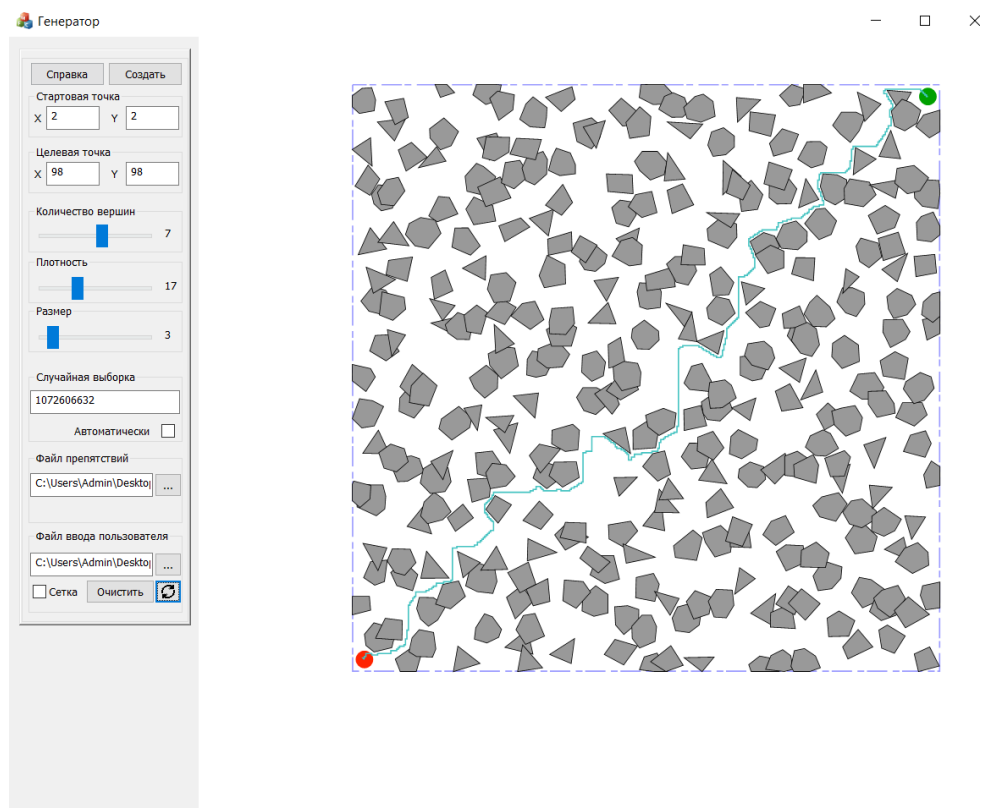 Генератор
Справка Создать
Стартовая точка
X 2 Y 2
Целевая точка
X 98 Y 98
Количество вершин
7
Плотность
17
Размер
3
Случайная выборка
1072606632
Автоматически
Файл препятствий
C:\Users\Admin\Desktop ...
Файл ввода пользователя
C:\Users\Admin\Desktop ...
Сетка Очистить